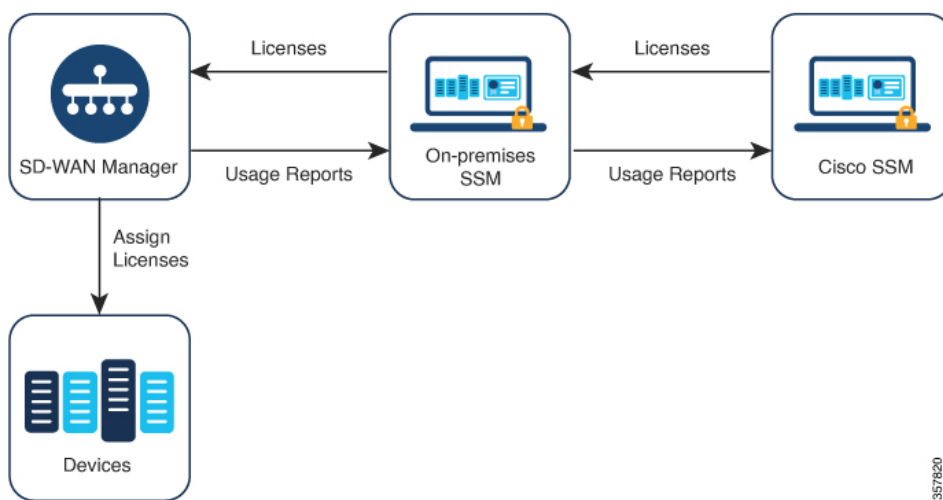 Licenses
Licenses
SD-WAN Manager
Usage Reports
On-premises
SSM
Usage Reports
Cisco SSM
Assign
Licenses
Devices
357820